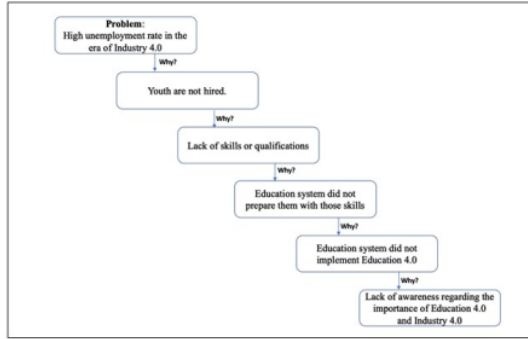 Problem:
High unemployment rate in the
era of Industry 4.0
Why?
Youth are not hired.
Why?
Lack of skills or qualifications
Why?
Education system did not
prepare them with those skills
Why?
Education system did not
implement Education 4.0
Why?
Lack of awareness regarding the
importance of Education 4.0
and Industry 4.0